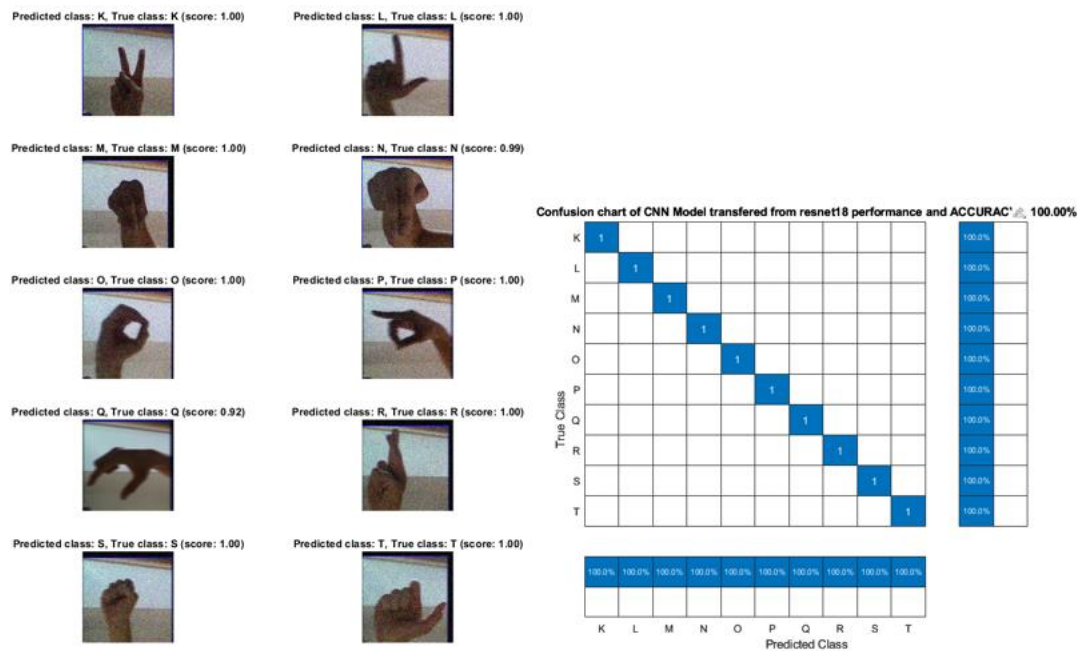 Predicted class: K, True class: K (score: 1.00)
Predicted class: L, True class: L (score: 1.00)
Predicted class: M, True class: M (score: 1.00)
Predicted class: N, True class: N (score: 0.99)
Predicted class: O, True class: O (score: 1.00)
Predicted class: P, True class: P (score: 1.00)
Predicted class: Q, True class: Q (score: 0.92)
Predicted class: R, True class: R (score: 1.00)
Predicted class: S, True class: S (score: 1.00)
Predicted class: T, True class: T (score: 1.00)
Confusion chart of CNN Model transfered from resnet18 performance and 100.00%
K 1 100.0%
L 1 100.0%
M 1 100.0%
N 1 100.0%
O 1 100.0%
P 1 100.0%
Q 1 100.0%
R 1 100.0%
S 1 100.0%
T 1 100.0%
True Class
100.0% 100.0% 100.0% 100.0% 100.0% 100.0% 100.0% 100.0% 100.0% 100.0%
K L M N O P Q R S T
Predicted Class